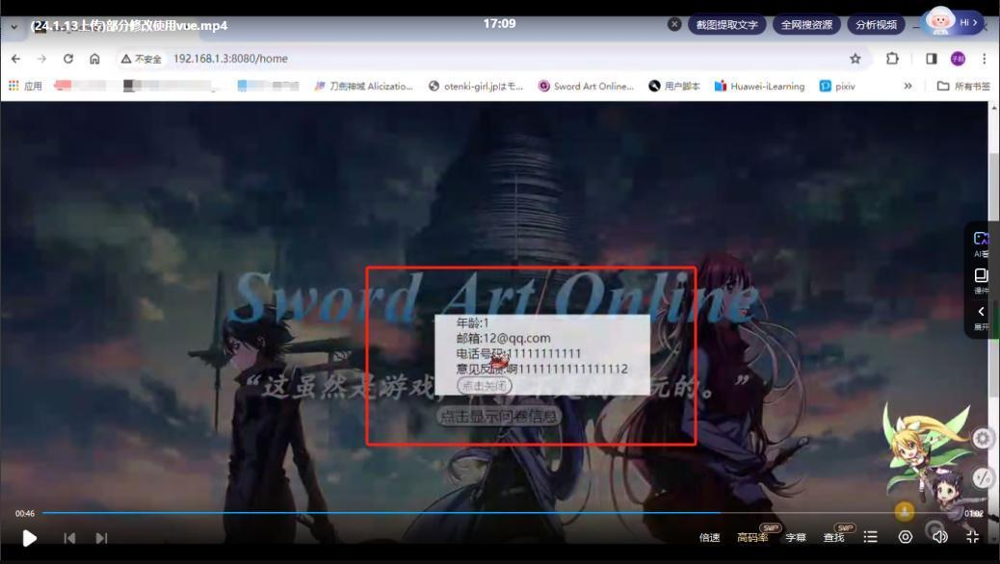 (24.1.13上传)部分修改使用vue.mp4
17:09
截图提取文字
全网搜资源
分析视频
Hi
不安全
192.168.1.3:8080/home
子超
应用
刀剣神域 Alicizatio...
otenki-girl.jpはモ...
Sword Art Online...
用户脚本
Huawei-iLearning
pixiv
所有书签
Sword Art Online
年龄:1
邮箱:12@qq.com
电话号码:11111111111
意见反馈:啊11111111111111112
点击关闭
“这虽然是游戏,
玩的。”
点击显示问卷信息
AI看
课件
展开
00:46
01:02
倍速
高码率
SWP
字幕
查找
SWP